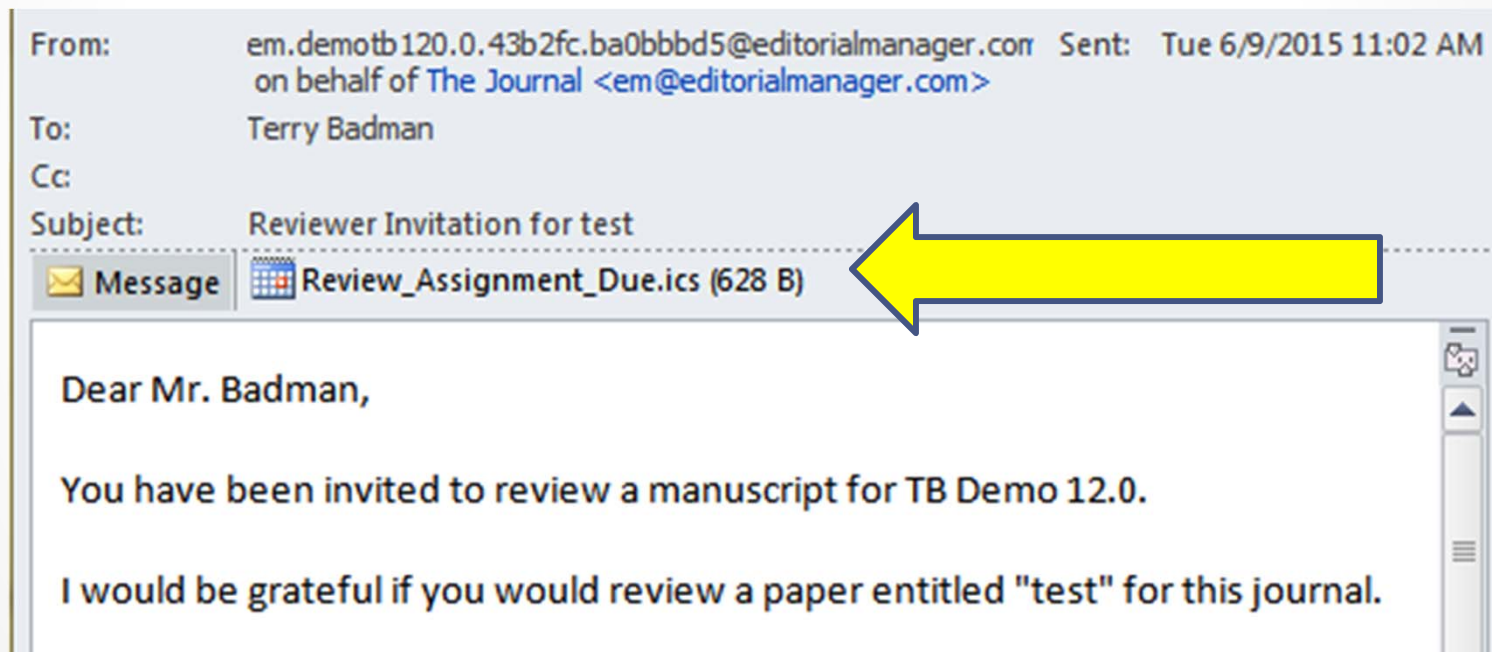 From: em.demotb120.0.43b2fc.ba0bbbd5@editorialmanager.com Sent: Tue 6/9/2015 11:02 AM
on behalf of The Journal <em@editorialmanager.com>
To: Terry Badman
Cc:
Subject: Reviewer Invitation for test
Message Review_Assignment_Due.ics (628 B)
Dear Mr. Badman,
You have been invited to review a manuscript for TB Demo 12.0.
I would be grateful if you would review a paper entitled "test" for this journal.